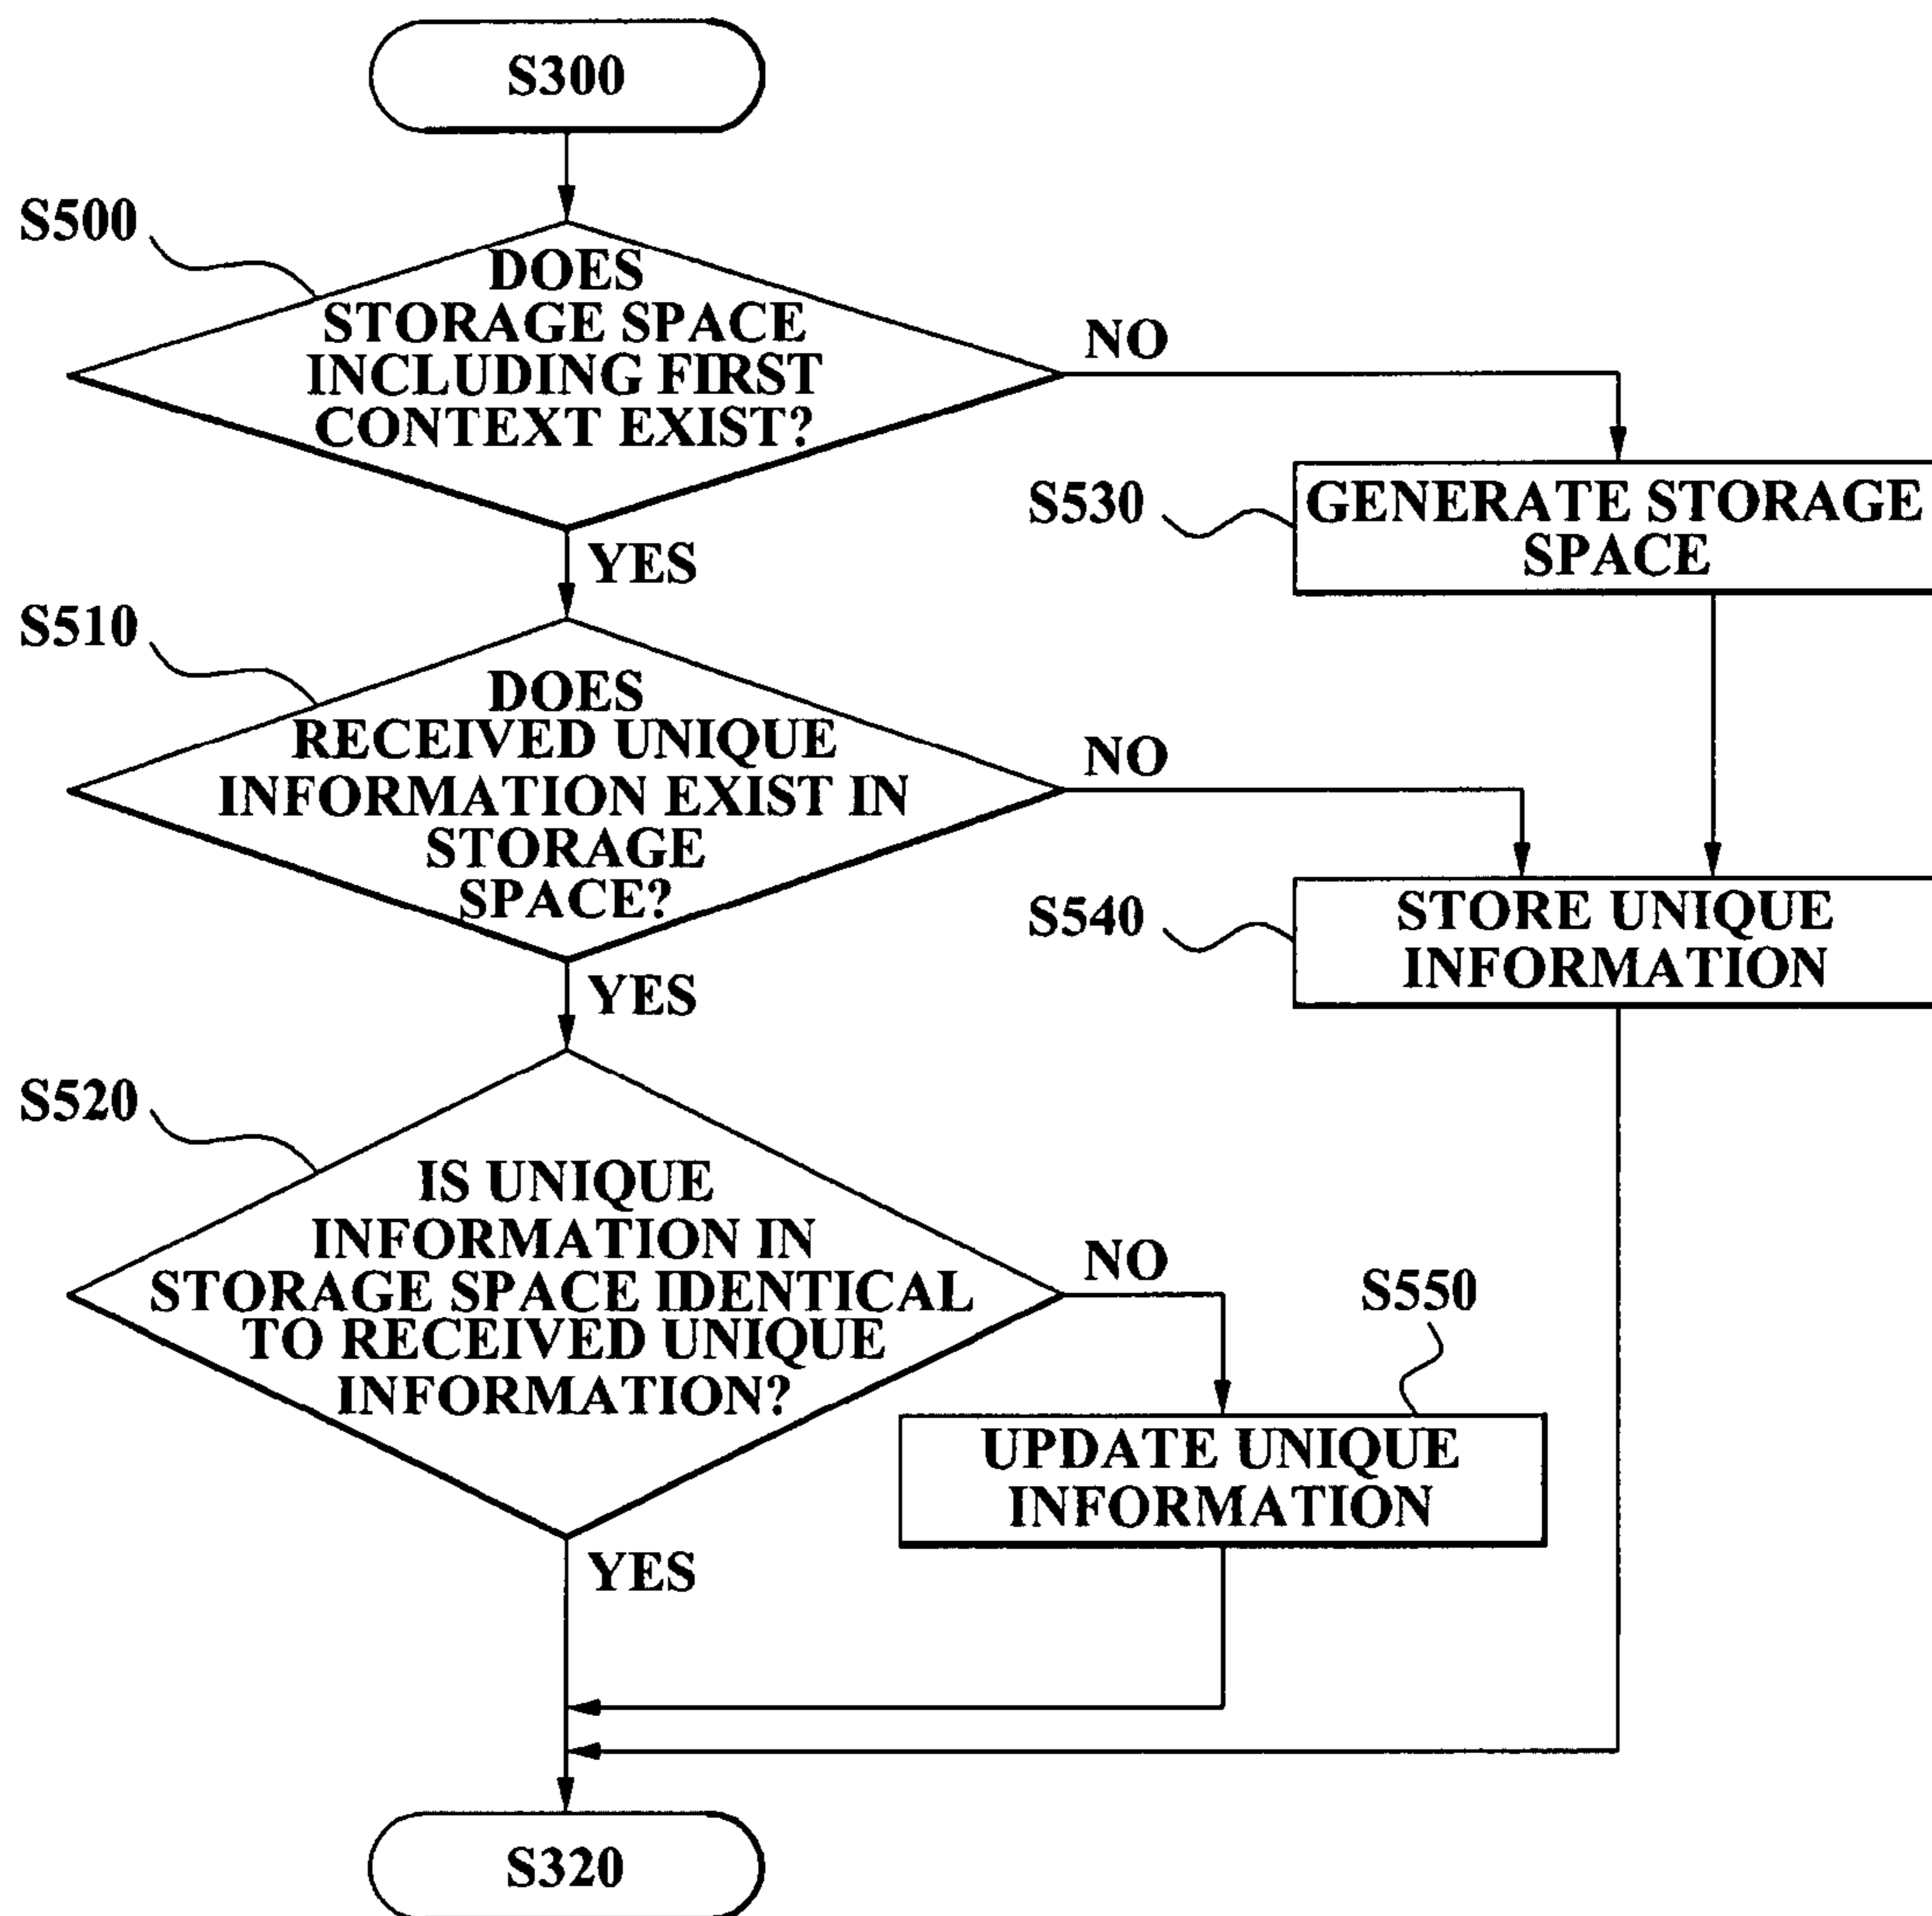 S300
S500
DOES
STORAGE SPACE
INCLUDING FIRST
CONTEXT EXIST?
NO
YES
S530
GENERATE STORAGE
SPACE
S510
DOES
RECEIVED UNIQUE
INFORMATION EXIST IN
STORAGE
SPACE?
NO
YES
S540
STORE UNIQUE
INFORMATION
S520
IS UNIQUE
INFORMATION IN
STORAGE SPACE IDENTICAL
TO RECEIVED UNIQUE
INFORMATION?
NO
YES
S550
UPDATE UNIQUE
INFORMATION
S320